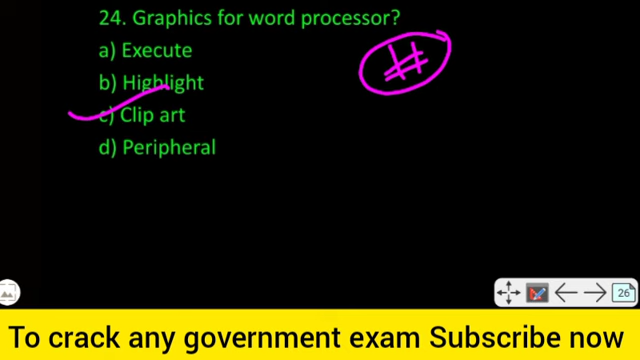 24. Graphics for word processor?
#
a) Execute
b) Highlight
c) Clip art
d) Peripheral
26
To crack any government exam Subscribe now